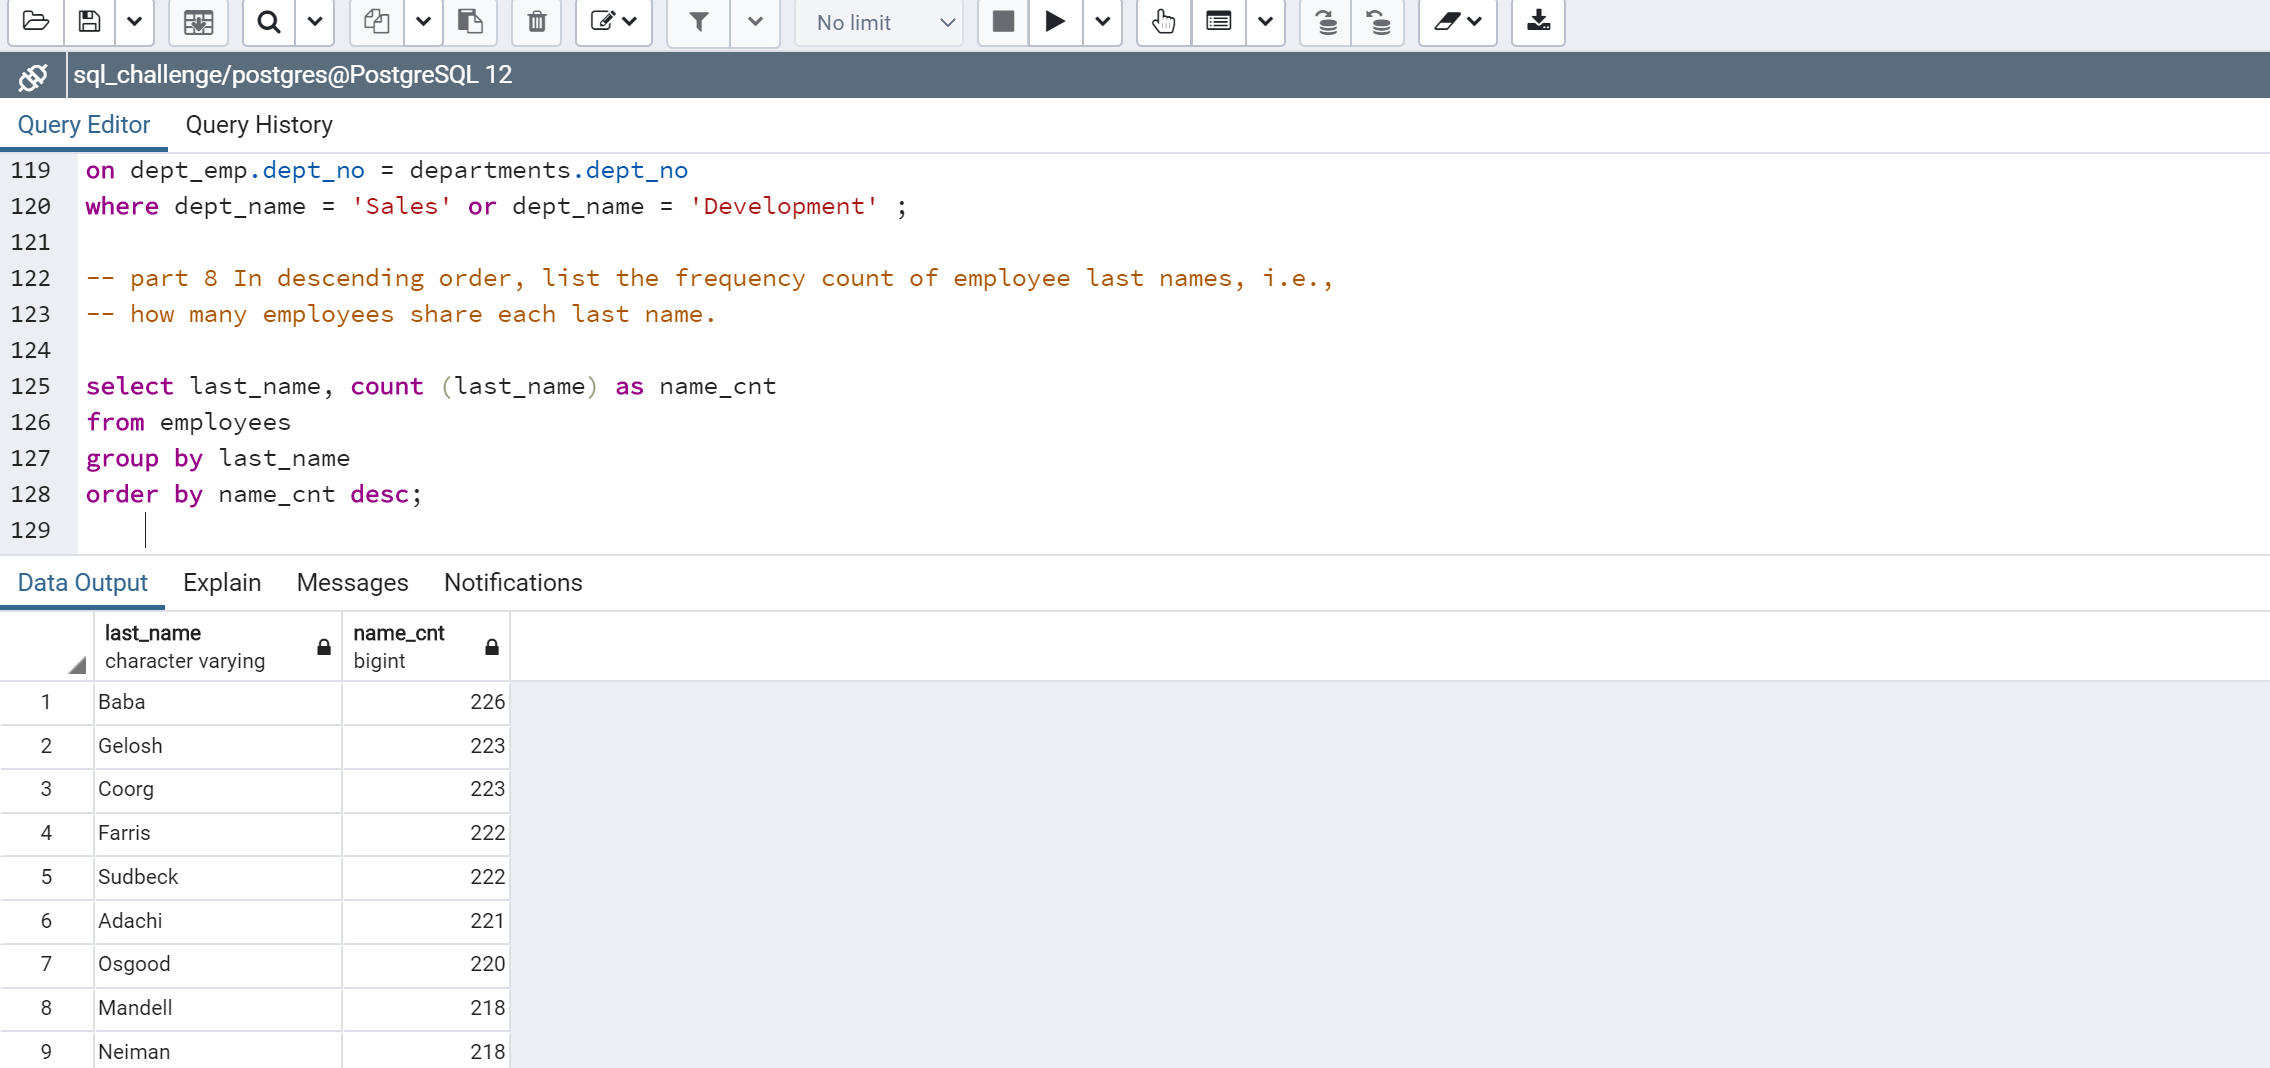 No limit
sql_challenge/postgres@PostgreSQL 12
Query Editor Query History
119 on dept_emp.dept_no = departments.dept_no
120 where dept_name = 'Sales' or dept_name = 'Development' ;
121
122 -- part 8 In descending order, list the frequency count of employee last names, i.e.,
123 -- how many employees share each last name.
124
125 select last_name, count (last_name) as name_cnt
126 from employees
127 group by last_name
128 order by name_cnt desc;
129
Data Output Explain Messages Notifications
last_name name_cnt
character varying bigint
1 Baba 226
2 Gelosh 223
3 Coorg 223
4 Farris 222
5 Sudbeck 222
6 Adachi 221
7 Osgood 220
8 Mandell 218
9 Neiman 218